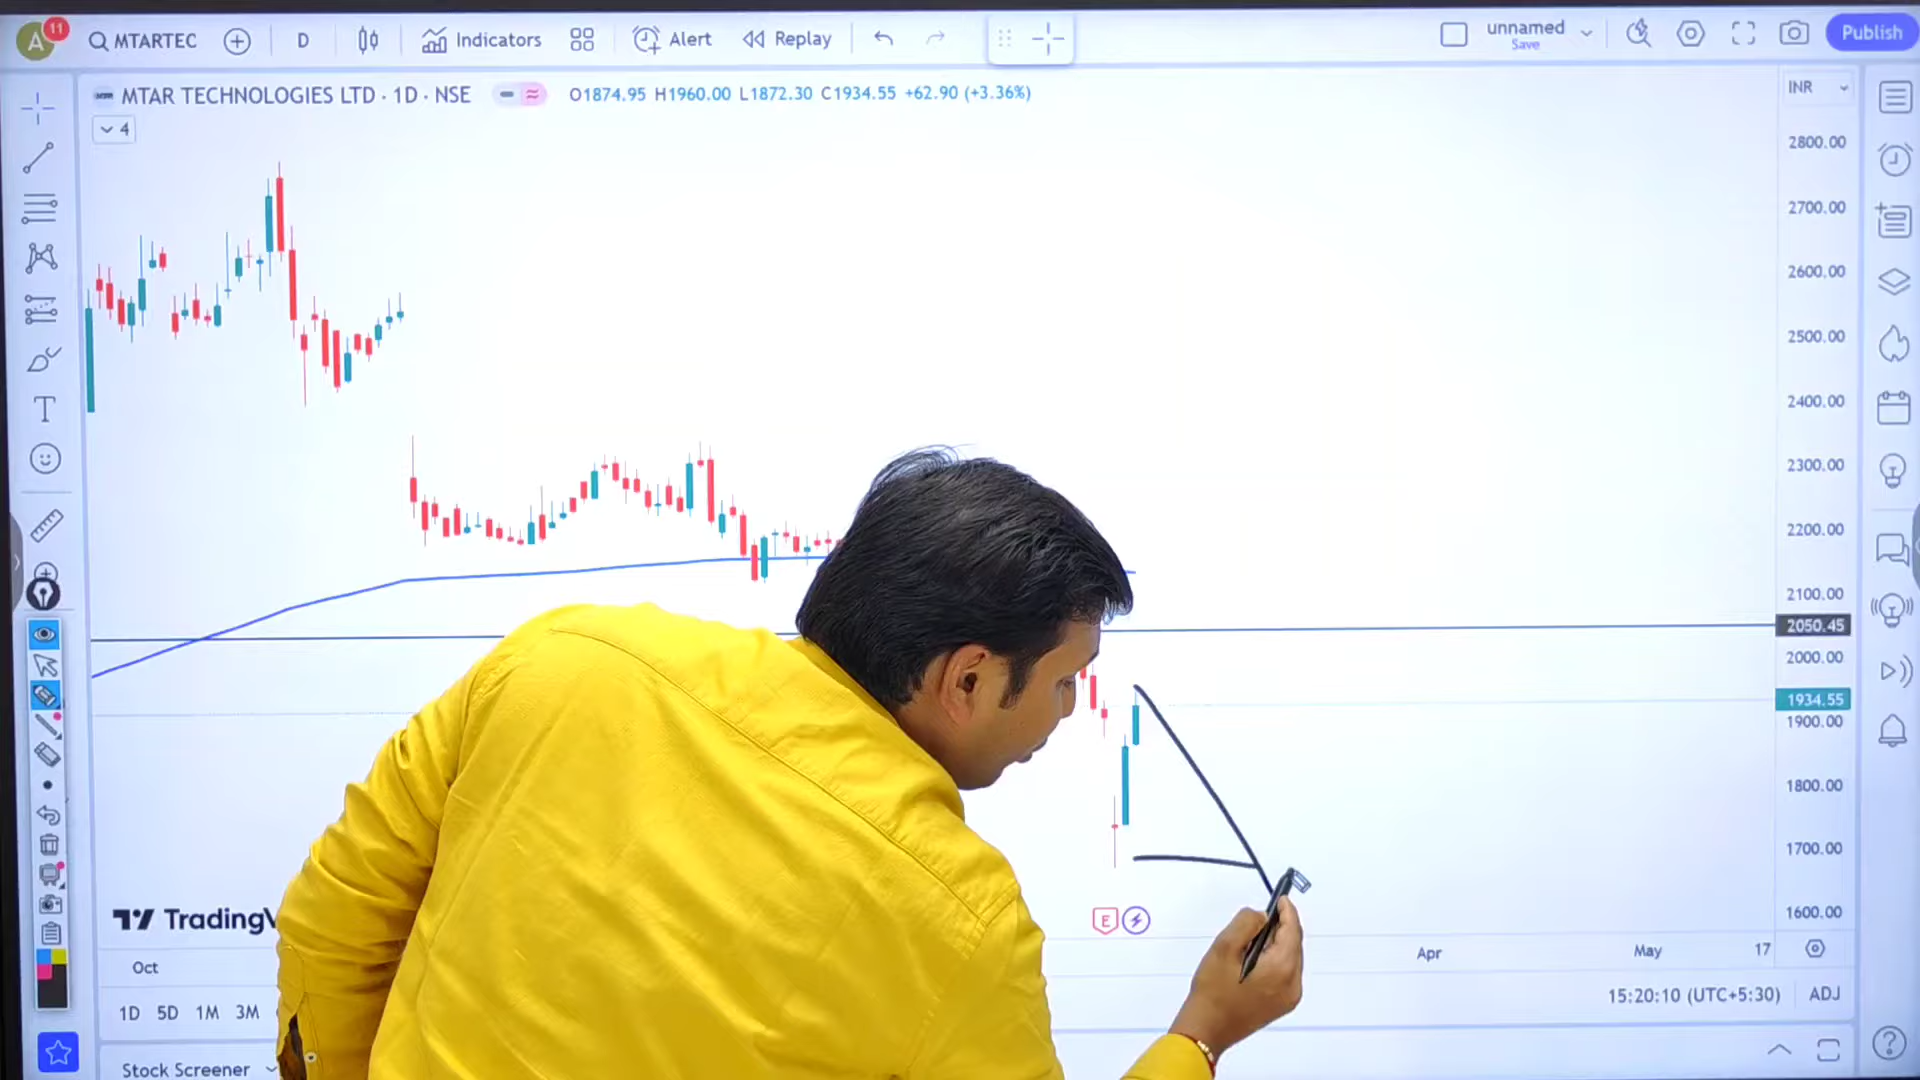 A 11 MTARTEC D Indicators Alert Replay unnamed Save Publish
MTAR TECHNOLOGIES LTD · 1D · NSE O1874.95 H1960.00 L1872.30 C1934.55 +62.90 (+3.36%) INR
4
2800.00
2700.00
2600.00
2500.00
2400.00
2300.00
2200.00
2100.00
2050.45
2000.00
1934.55
1900.00
1800.00
1700.00
1600.00
TradingV
E
Oct Apr May 17
1D 5D 1M 3M 15:20:10 (UTC+5:30) ADJ
Stock Screener